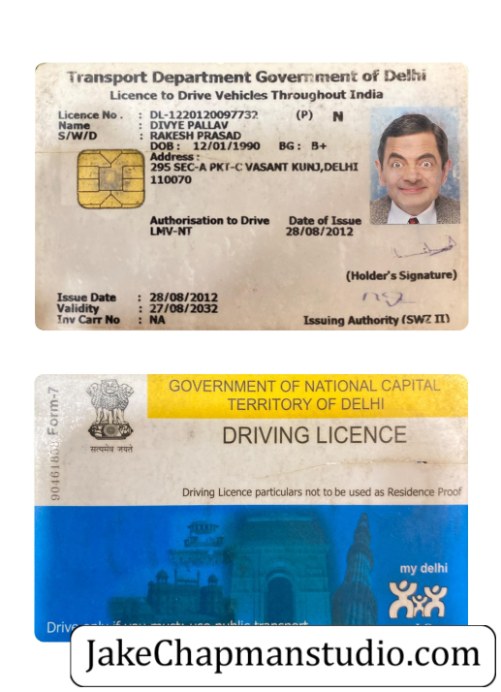 Transport Department Government of Delhi
Licence to Drive Vehicles Throughout India
Licence No. : DL-1220120097732 (P) N
Name : DIVYE PALLAV
S/W/D : RAKESH PRASAD
DOB : 12/01/1990 BG : B+
Address :
295 SEC-A PKT-C VASANT KUNJ,DELHI
110070
Authorisation to Drive Date of Issue
LMV-NT 28/08/2012
(Holder's Signature)
Issue Date : 28/08/2012
Validity : 27/08/2032
Inv Carr No : NA Issuing Authority (SWZ II)
Form-7
GOVERNMENT OF NATIONAL CAPITAL
TERRITORY OF DELHI
DRIVING LICENCE
सत्यमेव जयते
Driving Licence particulars not to be used as Residence Proof
my delhi
Drive only if you must: use public transport
JakeChapmanstudio.com